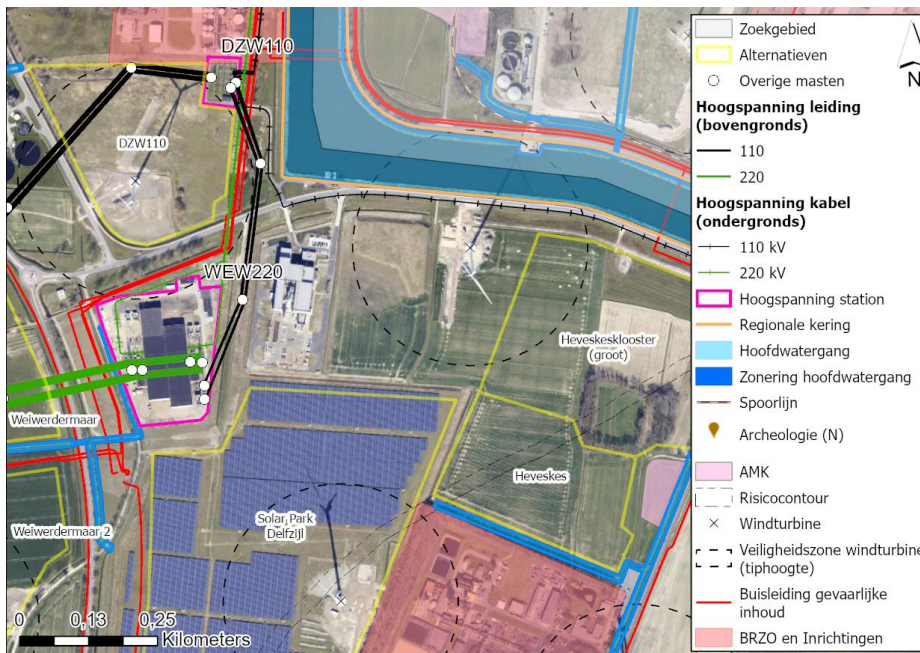 DZW110
DZW110
WEW220
Heveskesklooster
(groot)
Weiwerdermaar
Heveskes
Solar Park
Delfzijl
Weiwerdermaar 2
0 0,13 0,25
Kilometers
Zoekgebied
Alternatieven
Overige masten
Hoogspanning leiding
(bovengronds)
110
220
Hoogspanning kabel
(ondergronds)
110 kV
220 kV
Hoogspanning station
Regionale kering
Hoofdwatergang
Zonering hoofdwatergang
Spoorlijn
Archeologie (N)
AMK
Risicocontour
Windturbine
Veiligheidszone windturbine
(tiphoogte)
Buisleiding gevaarlijke
inhoud
BRZO en Inrichtingen
N